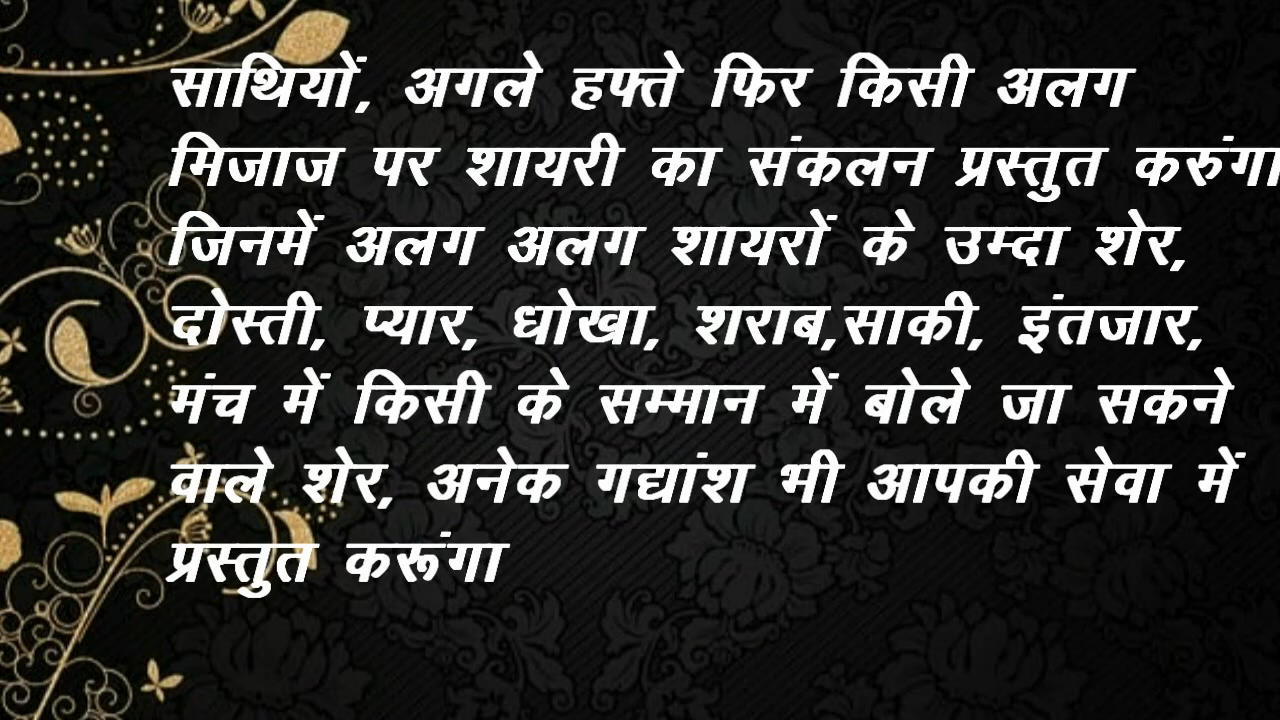 साथियों, अगले हफ्ते फिर किसी अलग
मिजाज पर शायरी का संकलन प्रस्तुत करुंगा
जिनमें अलग अलग शायरों के उम्दा शेर,
दोस्ती, प्यार, धोखा, शराब,साकी, इंतजार,
मंच में किसी के सम्मान में बोले जा सकने
वाले शेर, अनेक गद्यांश भी आपकी सेवा में
प्रस्तुत करूंगा